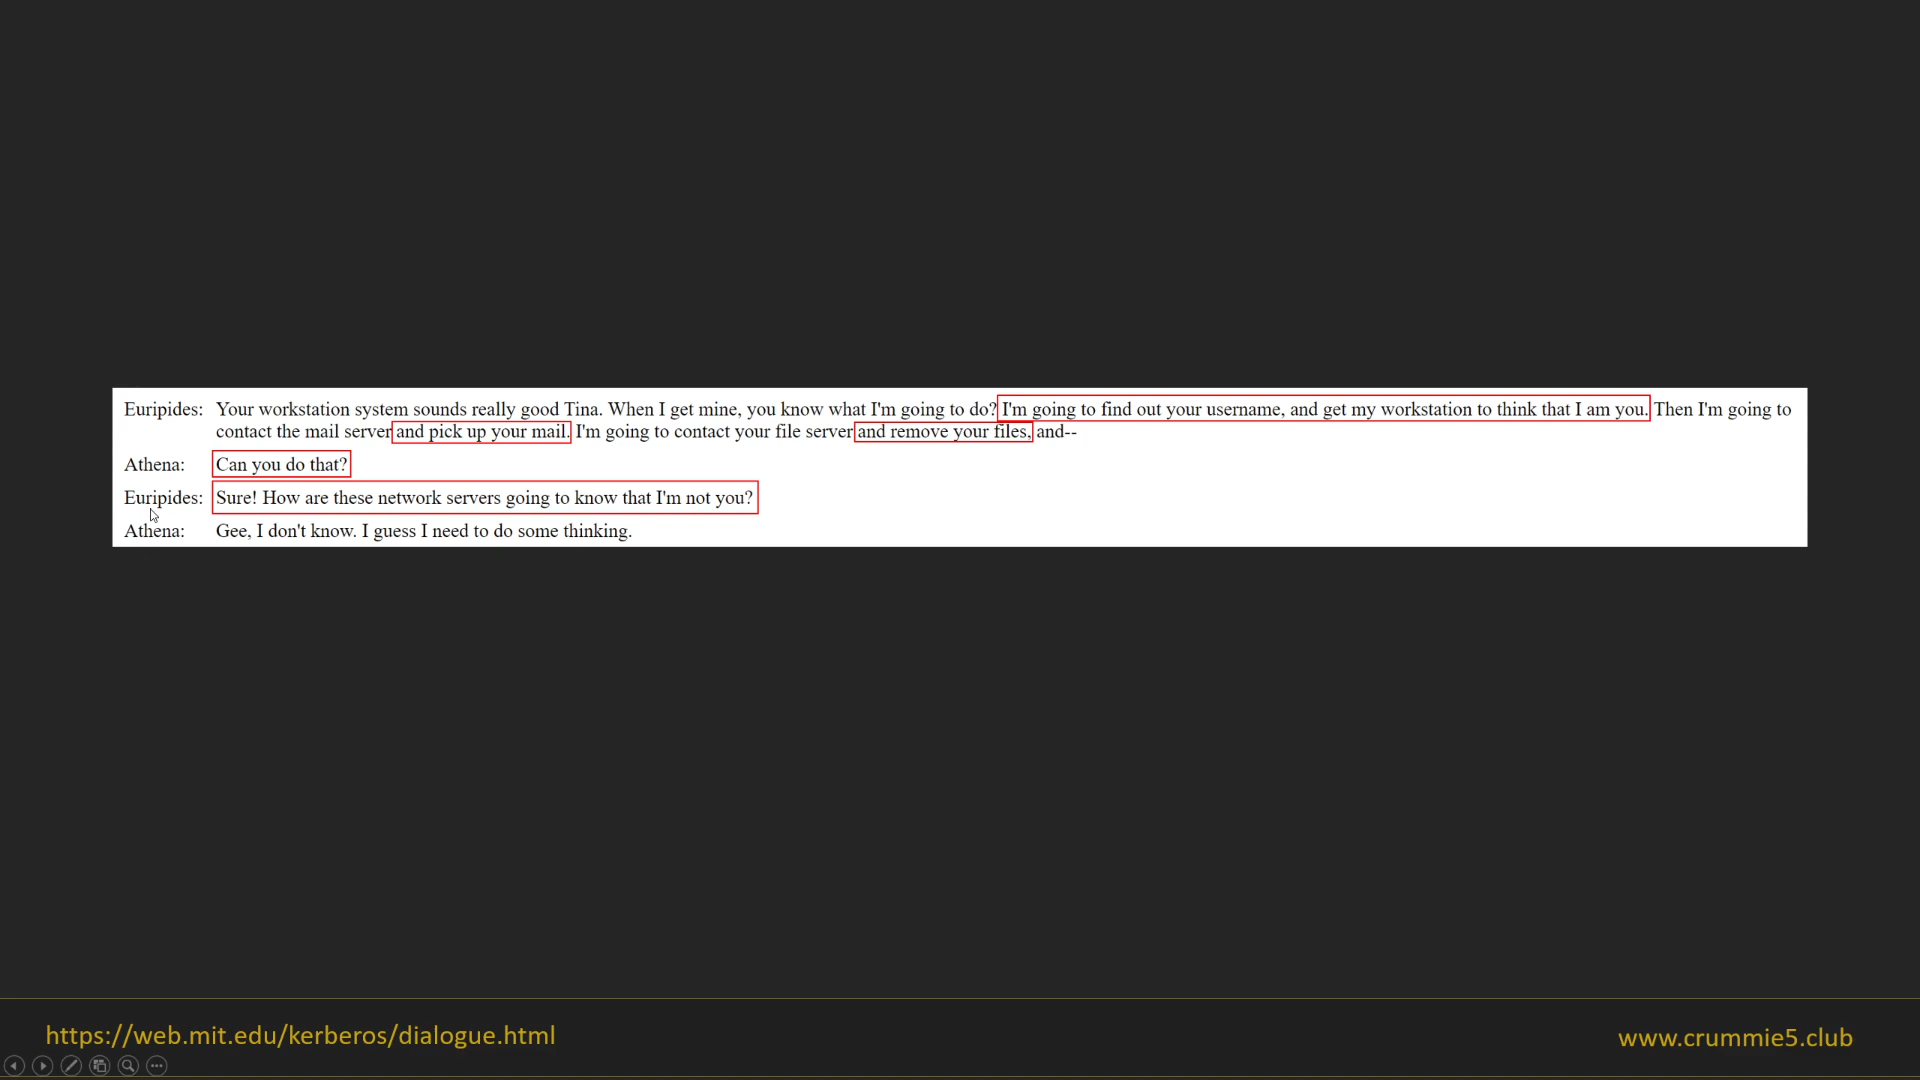 Euripides: Your workstation system sounds really good Tina. When I get mine, you know what I'm going to do? I'm going to find out your username, and get my workstation to think that I am you. Then I'm going to
contact the mail server and pick up your mail. I'm going to contact your file server and remove your files, and--
Athena: Can you do that?
Euripides: Sure! How are these network servers going to know that I'm not you?
Athena: Gee, I don't know. I guess I need to do some thinking.
https://web.mit.edu/kerberos/dialogue.html
www.crummie5.club